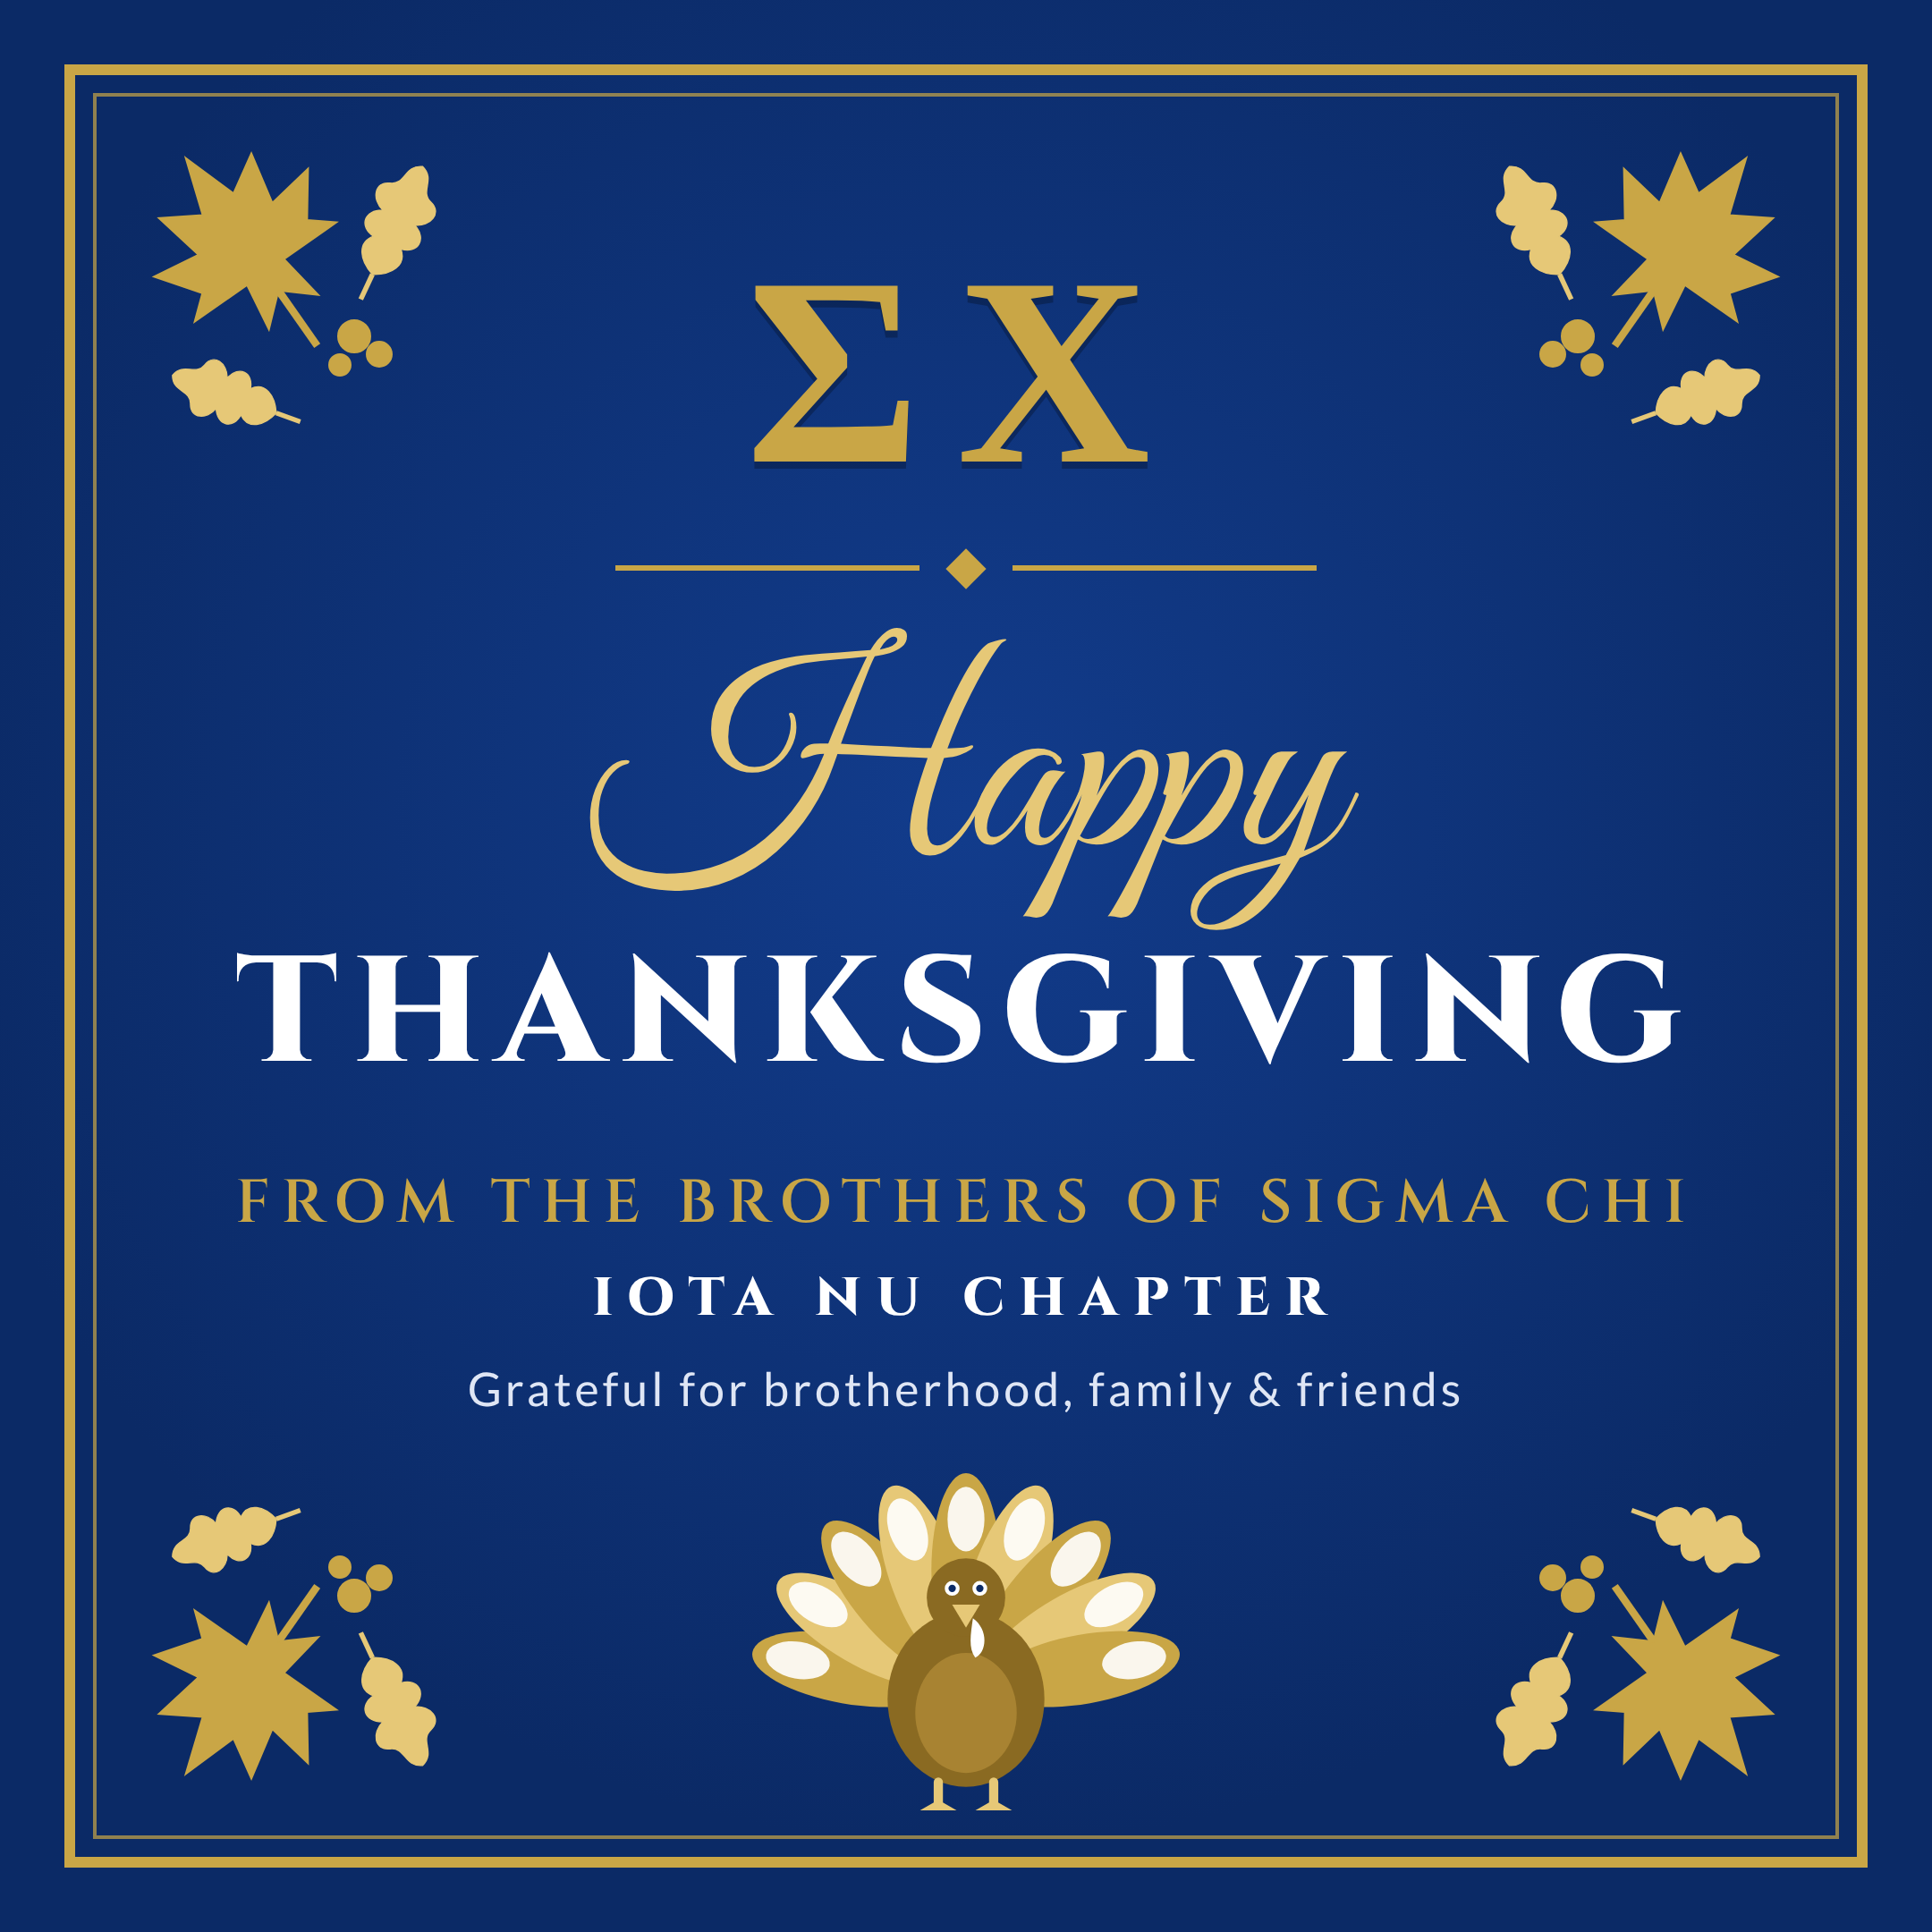 ΣΧ
Happy
THANKSGIVING
FROM THE BROTHERS OF SIGMA CHI
IOTA NU CHAPTER
Grateful for brotherhood, family & friends